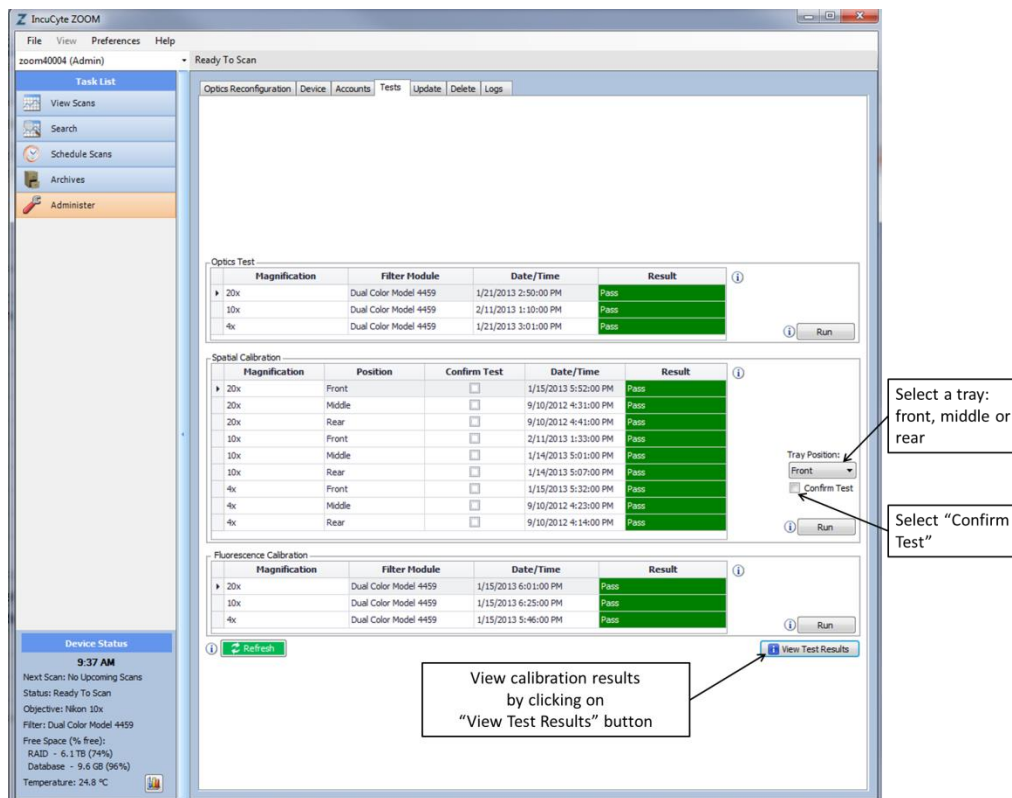 IncuCyte ZOOM
File View Preferences Help
zoom40004 (Admin)
Ready To Scan
Task List
View Scans
Search
Schedule Scans
Archives
Administer
Optics Reconfiguration Device Accounts Tests Update Delete Logs
Optics Test
Magnification Filter Module Date/Time Result
20x Dual Color Model 4459 1/21/2013 2:50:00 PM Pass
10x Dual Color Model 4459 2/11/2013 1:10:00 PM Pass
4x Dual Color Model 4459 1/21/2013 3:01:00 PM Pass
Run
Spatial Calibration
Magnification Position Confirm Test Date/Time Result
20x Front 1/15/2013 5:52:00 PM Pass
20x Middle 9/10/2012 4:31:00 PM Pass
20x Rear 9/10/2012 4:41:00 PM Pass
10x Front 2/11/2013 1:33:00 PM Pass
10x Middle 1/14/2013 5:01:00 PM Pass
10x Rear 1/14/2013 5:07:00 PM Pass
4x Front 1/15/2013 5:32:00 PM Pass
4x Middle 9/10/2012 4:23:00 PM Pass
4x Rear 9/10/2012 4:14:00 PM Pass
Tray Position:
Front
Confirm Test
Run
Select a tray:
front, middle or
rear
Select “Confirm
Test”
Fluorescence Calibration
Magnification Filter Module Date/Time Result
20x Dual Color Model 4459 1/15/2013 6:01:00 PM Pass
10x Dual Color Model 4459 1/15/2013 6:25:00 PM Pass
4x Dual Color Model 4459 1/15/2013 5:46:00 PM Pass
Run
Refresh
View Test Results
View calibration results
by clicking on
“View Test Results” button
Device Status
9:37 AM
Next Scan: No Upcoming Scans
Status: Ready To Scan
Objective: Nikon 10x
Filter: Dual Color Model 4459
Free Space (% free):
RAID - 6.1 TB (74%)
Database - 9.6 GB (96%)
Temperature: 24.8 °C